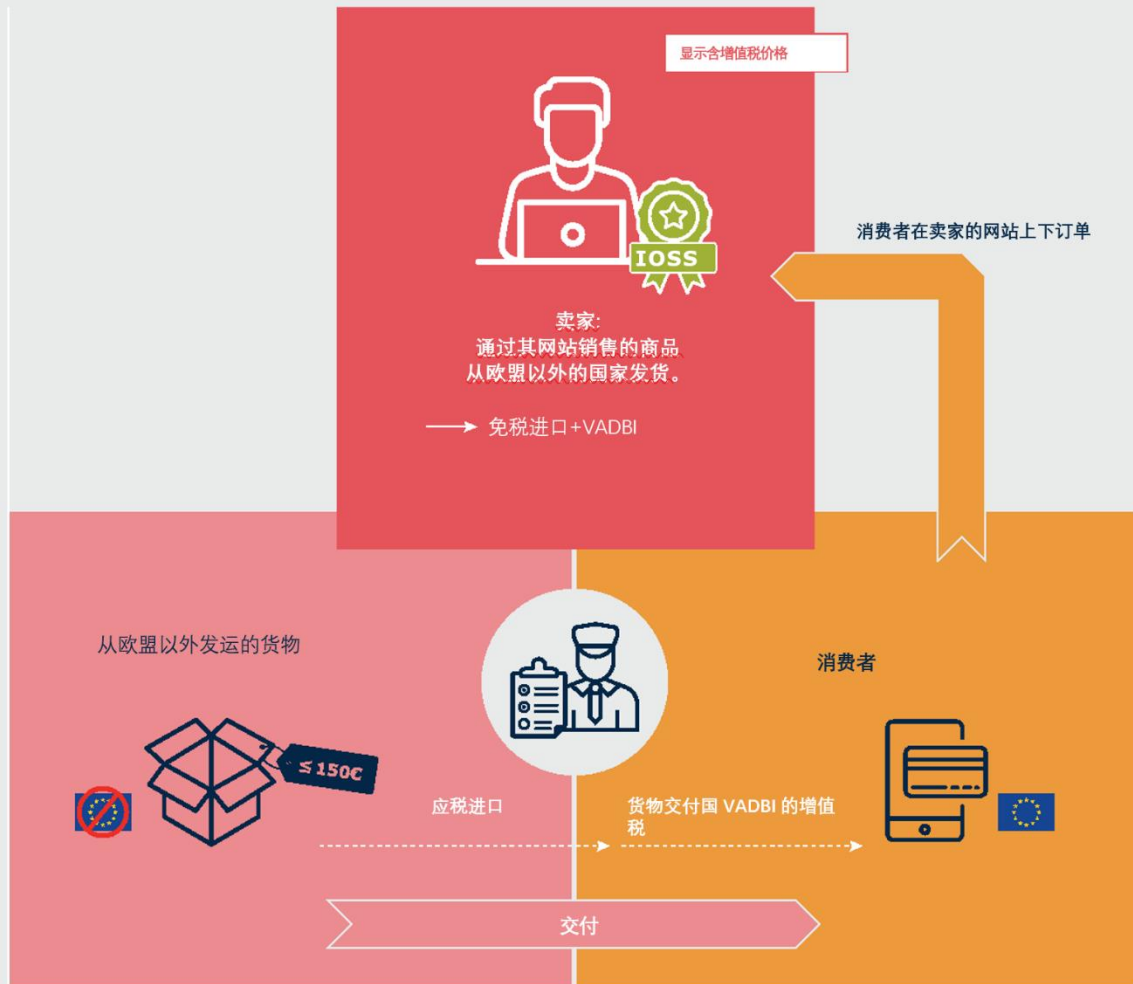 显示含增值税价格
消费者在卖家的网站上下订单
IOSS
卖家:
通过其网站销售的商品
从欧盟以外的国家发货。
免税进口+VADBI
从欧盟以外发运的货物
消费者
≤150€
应税进口
货物交付国 VADBI 的增值
税
交付